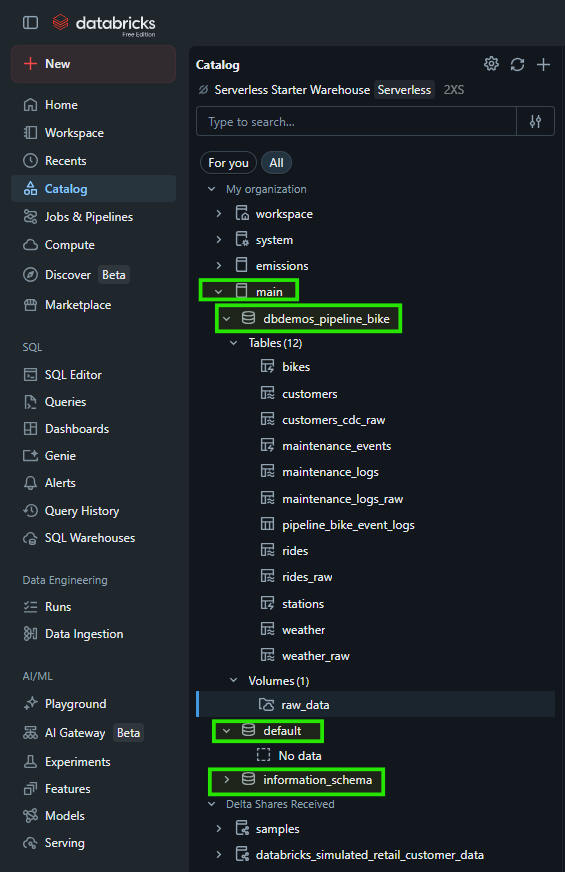 databricks
Free Edition
New
Home
Workspace
Recents
Catalog
Jobs & Pipelines
Compute
Discover Beta
Marketplace
SQL
SQL Editor
Queries
Dashboards
Genie
Alerts
Query History
SQL Warehouses
Data Engineering
Runs
Data Ingestion
AI/ML
Playground
AI Gateway Beta
Experiments
Features
Models
Serving
Catalog
Serverless Starter Warehouse Serverless 2XS
Type to search...
For you All
My organization
workspace
system
emissions
main
dbdemos_pipeline_bike
Tables (12)
bikes
customers
customers_cdc_raw
maintenance_events
maintenance_logs
maintenance_logs_raw
pipeline_bike_event_logs
rides
rides_raw
stations
weather
weather_raw
Volumes (1)
raw_data
default
No data
information_schema
Delta Shares Received
samples
databricks_simulated_retail_customer_data